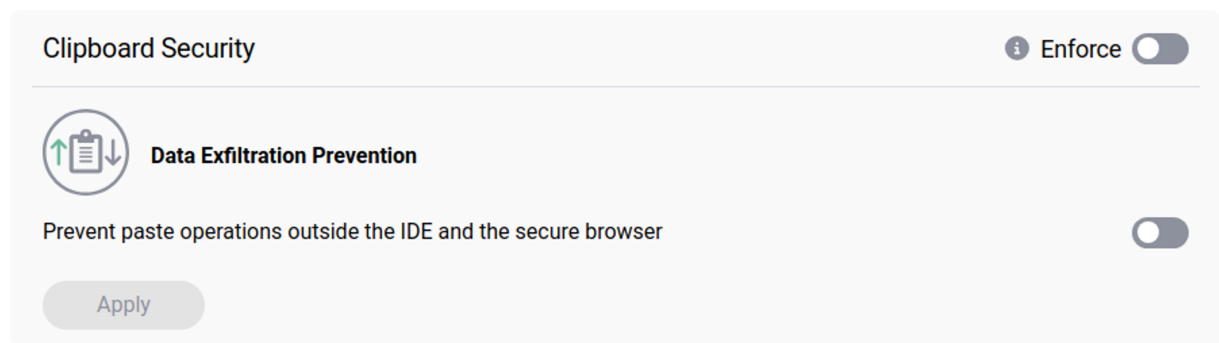 Clipboard Security
Enforce
Data Exfiltration Prevention
Prevent paste operations outside the IDE and the secure browser
Apply